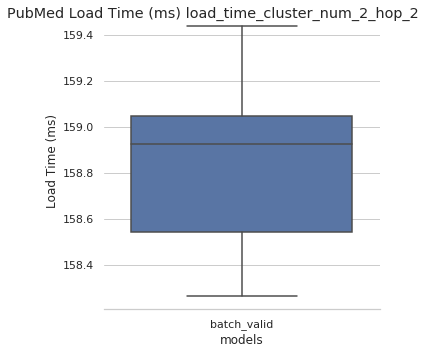 PubMed Load Time (ms) load_time_cluster_num_2_hop_2
159.4
159.2
159.0
158.8
158.6
158.4
Load Time (ms)
batch_valid
models